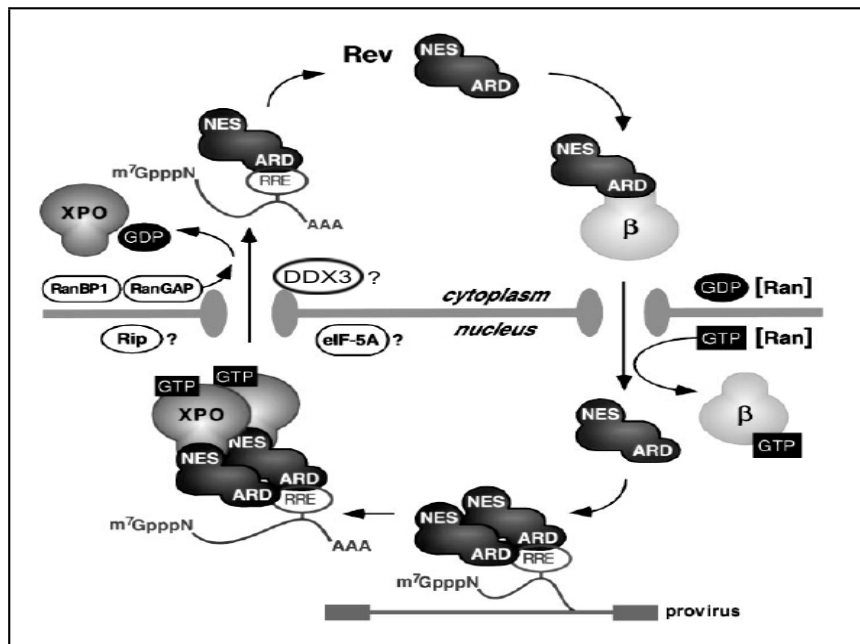 Rev
NES
ARD
NES
ARD
RRE
m⁷GpppN
AAA
NES
ARD
β
XPO
GDP
RanBP1
RanGAP
DDX3 ?
cytoplasm
GDP [Ran]
Rip ?
eIF-5A ?
nucleus
GTP [Ran]
GTP
GTP
XPO
NES
NES
ARD
ARD
RRE
m⁷GpppN
AAA
NES
ARD
β
GTP
NES
NES
ARD
ARD
RRE
m⁷GpppN
provirus